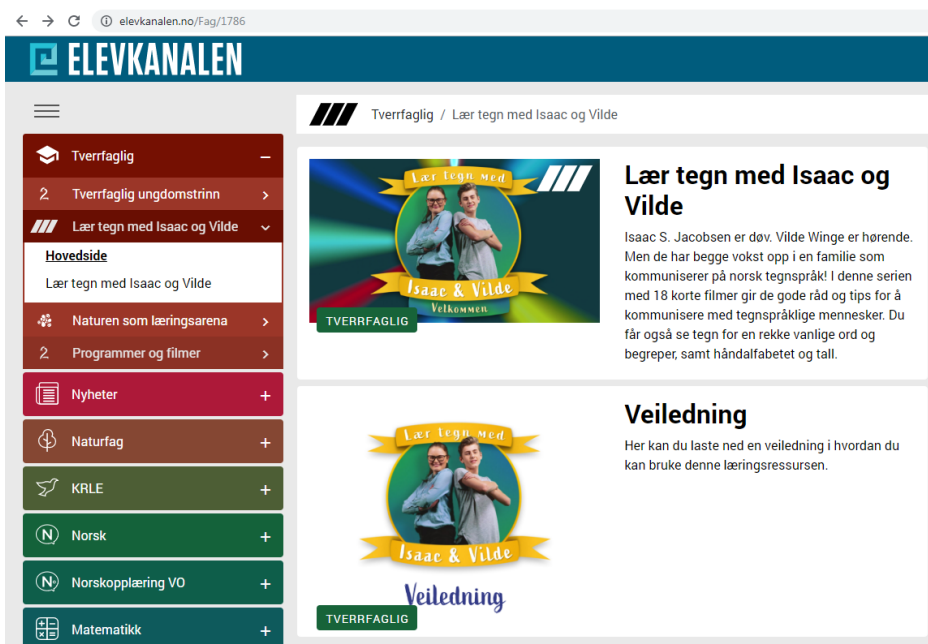 elevkanalen.no/Fag/1786
ELEVKANALEN
Tverrfaglig
Tverrfaglig ungdomstrinn
Lær tegn med Isaac og Vilde
Hovedside
Lær tegn med Isaac og Vilde
Naturen som læringsarena
Programmer og filmer
Nyheter
Naturfag
KRLE
Norsk
Norskopplæring VO
Matematikk
Tverrfaglig / Lær tegn med Isaac og Vilde
Lær tegn med
Isaac & Vilde
Velkommen
TVERRFAGLIG
Lær tegn med Isaac og
Vilde
Isaac S. Jacobsen er døv. Vilde Winge er hørende.
Men de har begge vokst opp i en familie som
kommuniserer på norsk tegnspråk! I denne serien
med 18 korte filmer gir de gode råd og tips for å
kommunisere med tegnspråklige mennesker. Du
får også se tegn for en rekke vanlige ord og
begreper, samt håndalfabetet og tall.
Lær tegn med
Isaac & Vilde
Veiledning
TVERRFAGLIG
Veiledning
Her kan du laste ned en veiledning i hvordan du
kan bruke denne læringsressursen.